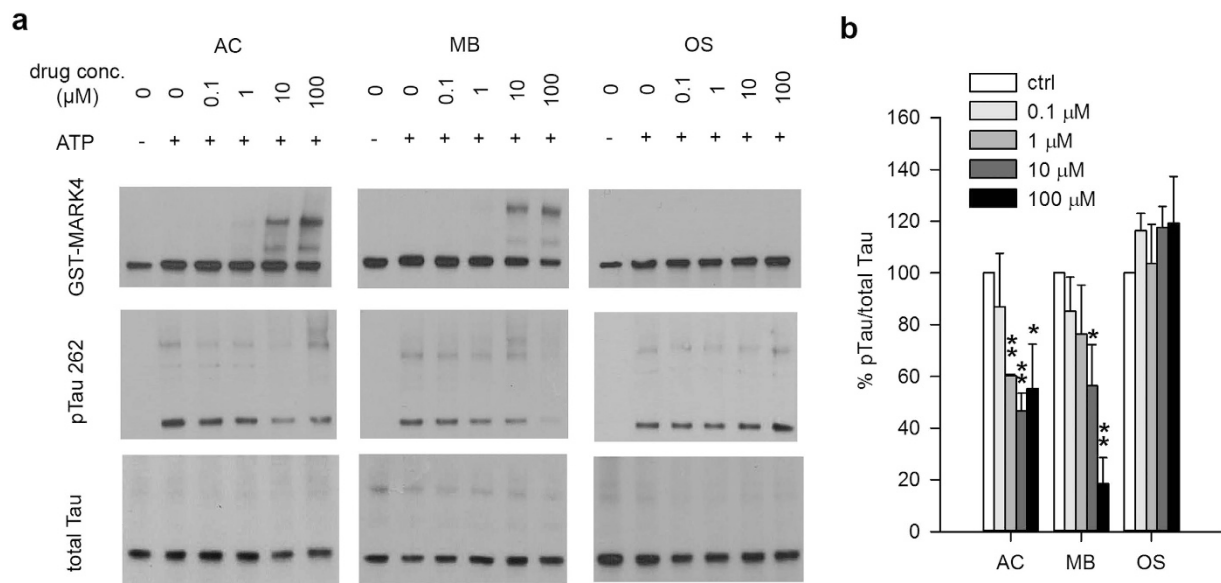 a
AC MB OS
drug conc. (μM) 0 0 0.1 1 10 100 0 0 0.1 1 10 100 0 0 0.1 1 10 100
ATP - + + + + + - + + + + + - + + + + +
GST-MARK4
pTau 262
total Tau
b
ctrl
0.1 μM
1 μM
10 μM
100 μM
% pTau/total Tau
160
140
120
100
80
60
40
20
0
** ** * * **
AC MB OS